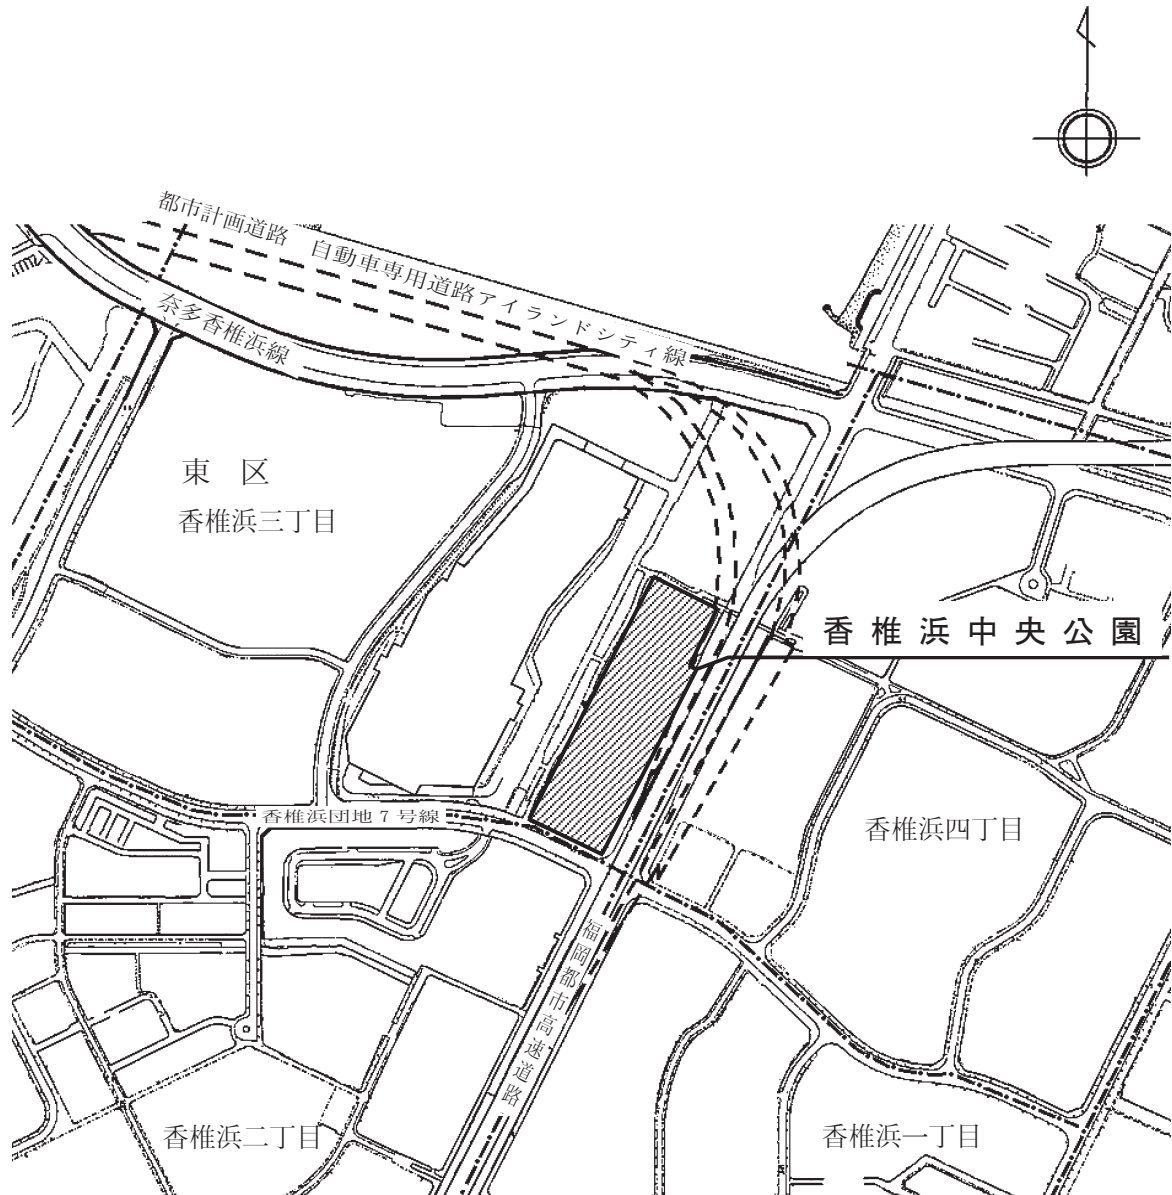 都市計画道路　自動車専用道路アイランドシティ線
奈多香椎浜線
東　区
香椎浜三丁目
香椎浜中央公園
香椎浜団地７号線
香椎浜四丁目
福岡都市高速道路
香椎浜二丁目
香椎浜一丁目